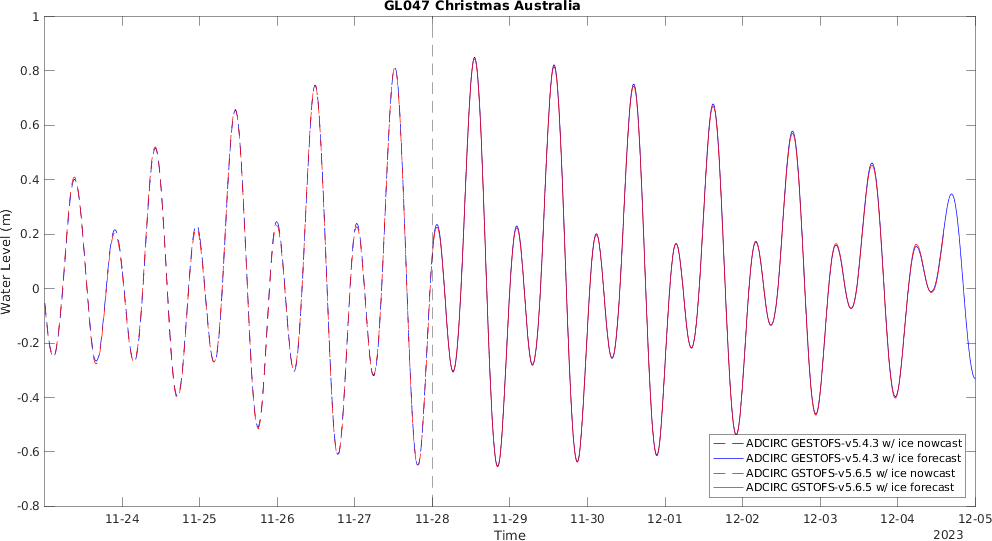 GL047 Christmas Australia
Water Level (m)
1
0.8
0.6
0.4
0.2
0
-0.2
-0.4
-0.6
-0.8
ADCIRC GESTOFS-v5.4.3 w/ ice nowcast
ADCIRC GESTOFS-v5.4.3 w/ ice forecast
ADCIRC GSTOFS-v5.6.5 w/ ice nowcast
ADCIRC GSTOFS-v5.6.5 w/ ice forecast
11-24 11-25 11-26 11-27 11-28 11-29 11-30 12-01 12-02 12-03 12-04 12-05
Time
2023